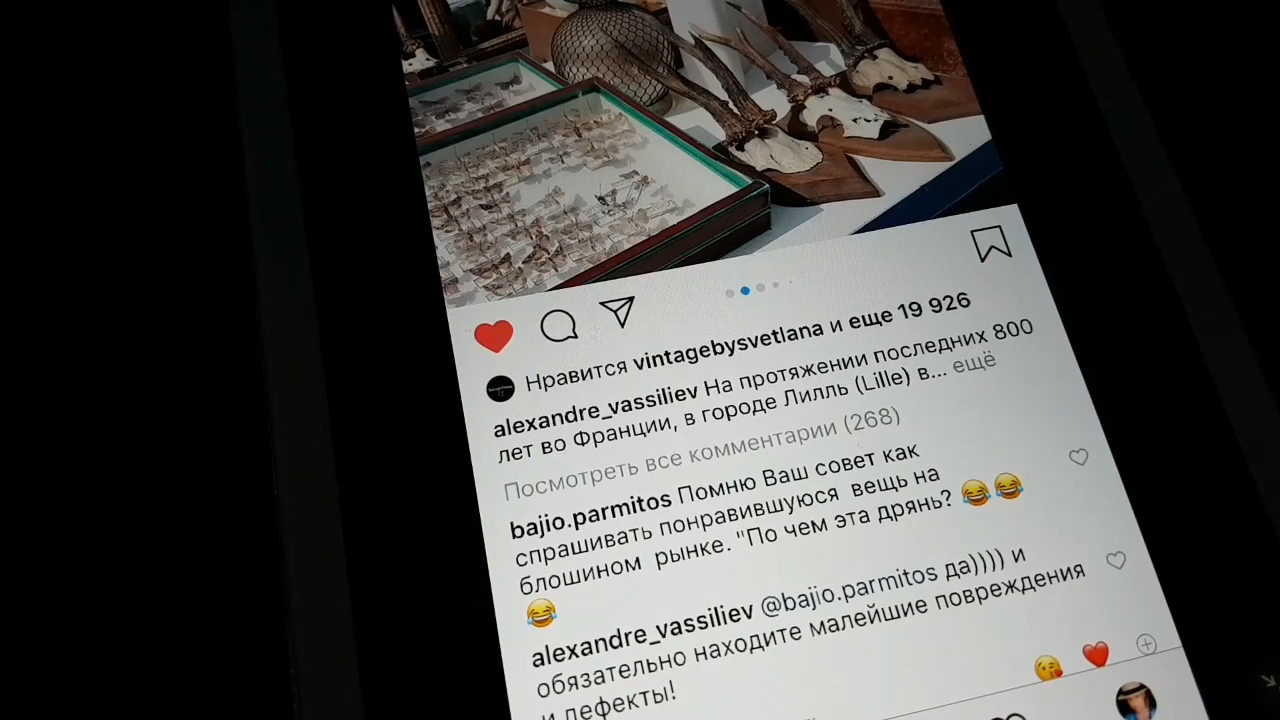 Нравится vintagebysvetlana и еще 19 926
alexandre_vassiliev На протяжении последних 800
лет во Франции, в городе Лилль (Lille) в... ещё
Посмотреть все комментарии (268)
bajio.parmitos Помню Ваш совет как
спрашивать понравившуюся вещь на
блошином рынке. "По чем эта дрянь? 😂😂
😂
alexandre_vassiliev @bajio.parmitos да)))) и
обязательно находите малейшие повреждения
и дефекты!